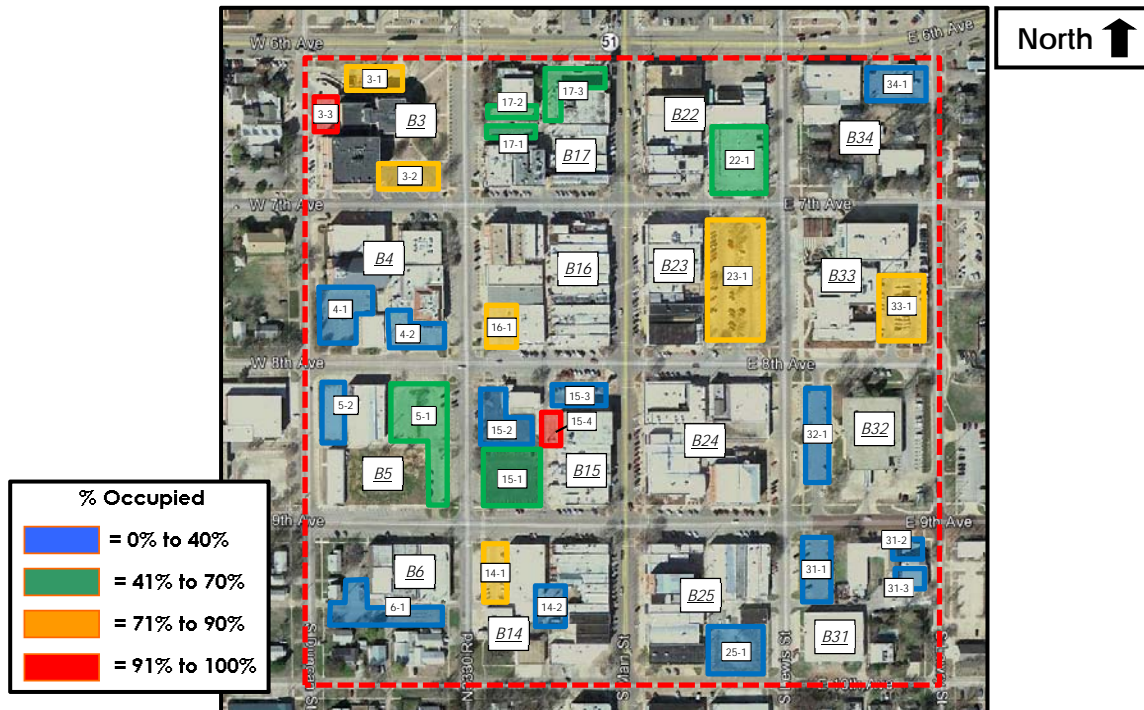 North
W 6th Ave
51
E 6th Ave
3-1
3-3
B3
3-2
17-2
17-3
17-1
B17
B22
22-1
34-1
B34
W 7th Ave
E 7th Ave
B4
4-1
4-2
B16
16-1
B23
23-1
B33
33-1
W 8th Ave
E 8th Ave
5-2
5-1
B5
15-3
15-2
15-4
15-1
B15
B24
32-1
B32
% Occupied
= 0% to 40%
= 41% to 70%
= 71% to 90%
= 91% to 100%
9th Ave
E 9th Ave
B6
6-1
14-1
14-2
B14
B25
25-1
31-1
31-2
31-3
B31
N 330 Rd
S Main St
S Lewis St
E 10th Ave